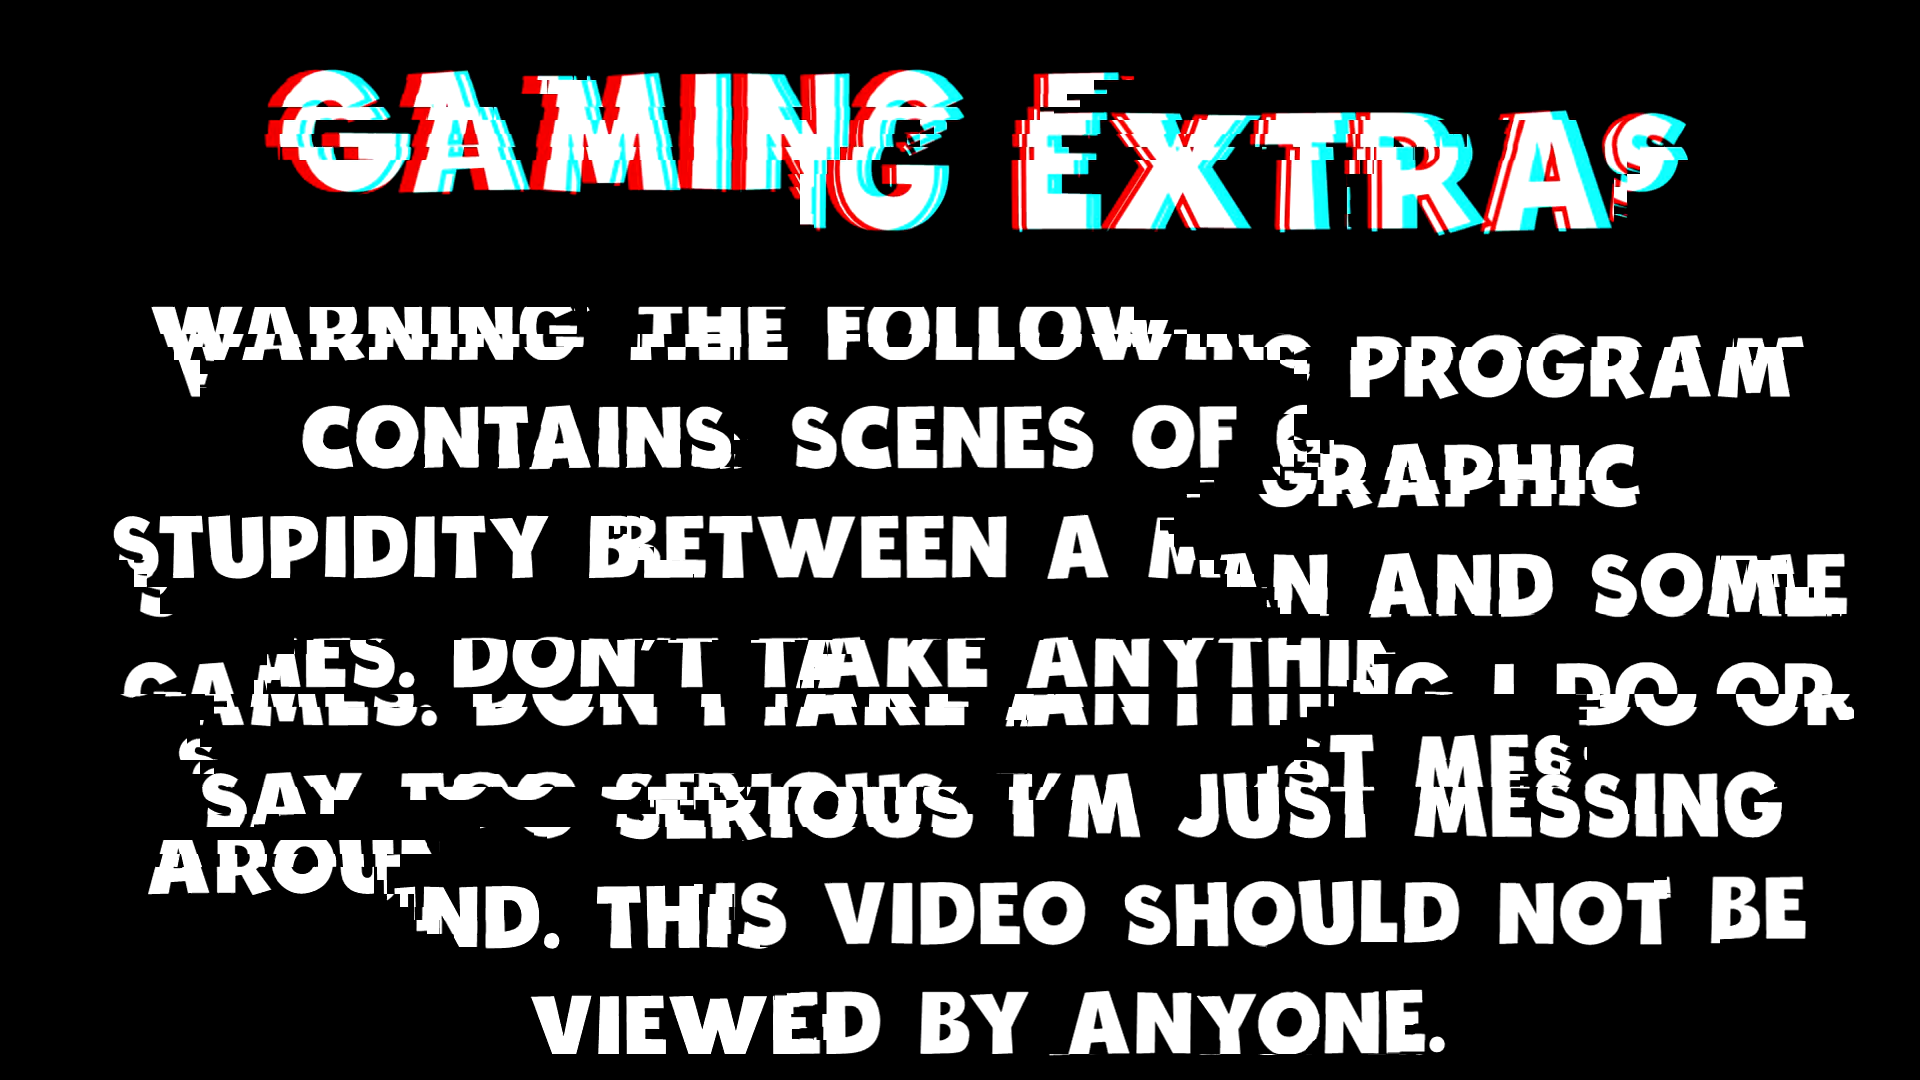 GAMING EXTRAS
WARNING THE FOLLOWING PROGRAM
CONTAINS SCENES OF GRAPHIC
STUPIDITY BETWEEN A MAN AND SOME
GAMES. DON'T TAKE ANYTHING I DO OR
SAY TOO SERIOUS I'M JUST MESSING
AROUND. THIS VIDEO SHOULD NOT BE
VIEWED BY ANYONE.